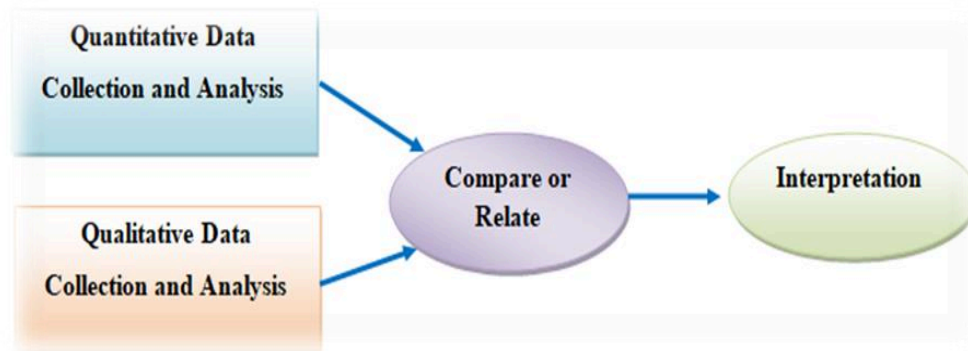 Quantitative Data
Collection and Analysis
Qualitative Data
Collection and Analysis
Compare or
Relate
Interpretation